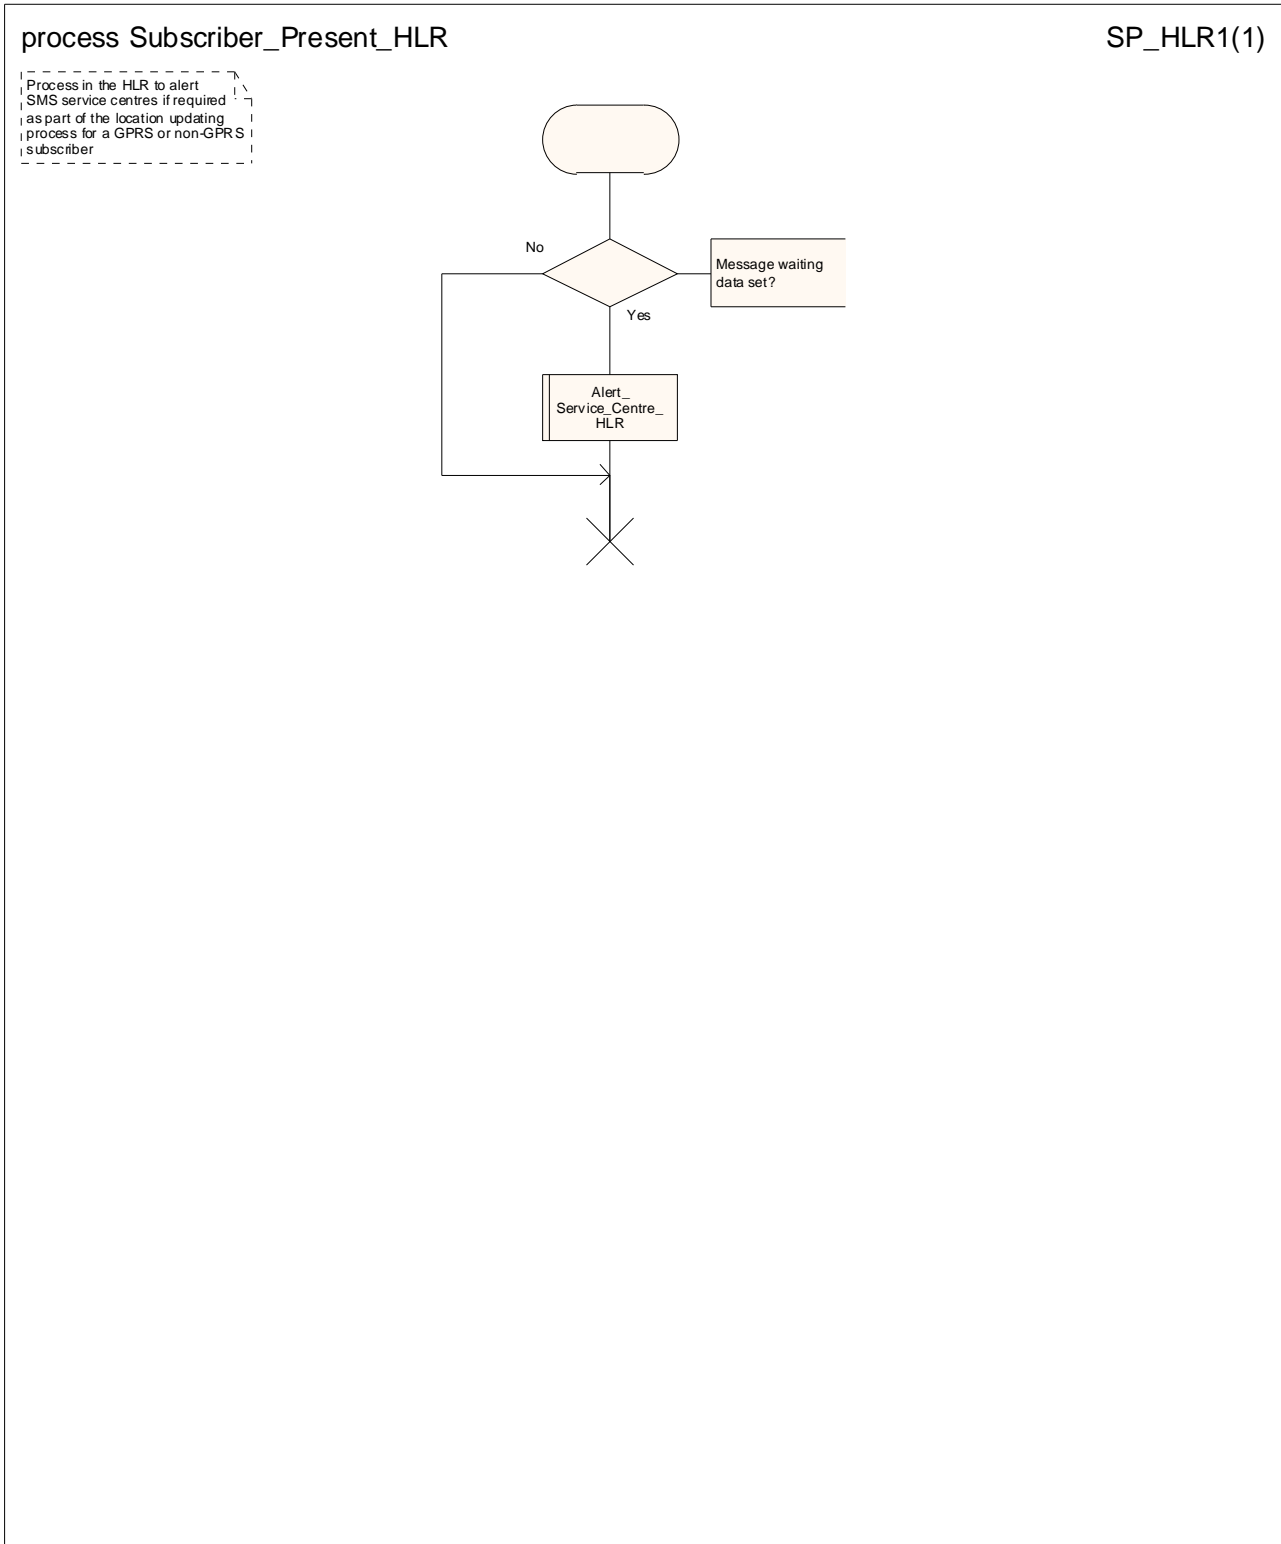 process Subscriber_Present_HLR
SP_HLR1(1)
Process in the HLR to alert
SMS service centres if required
as part of the location updating
process for a GPRS or non-GPRS
subscriber
No
Message waiting
data set?
Yes
Alert_
Service_Centre_
HLR